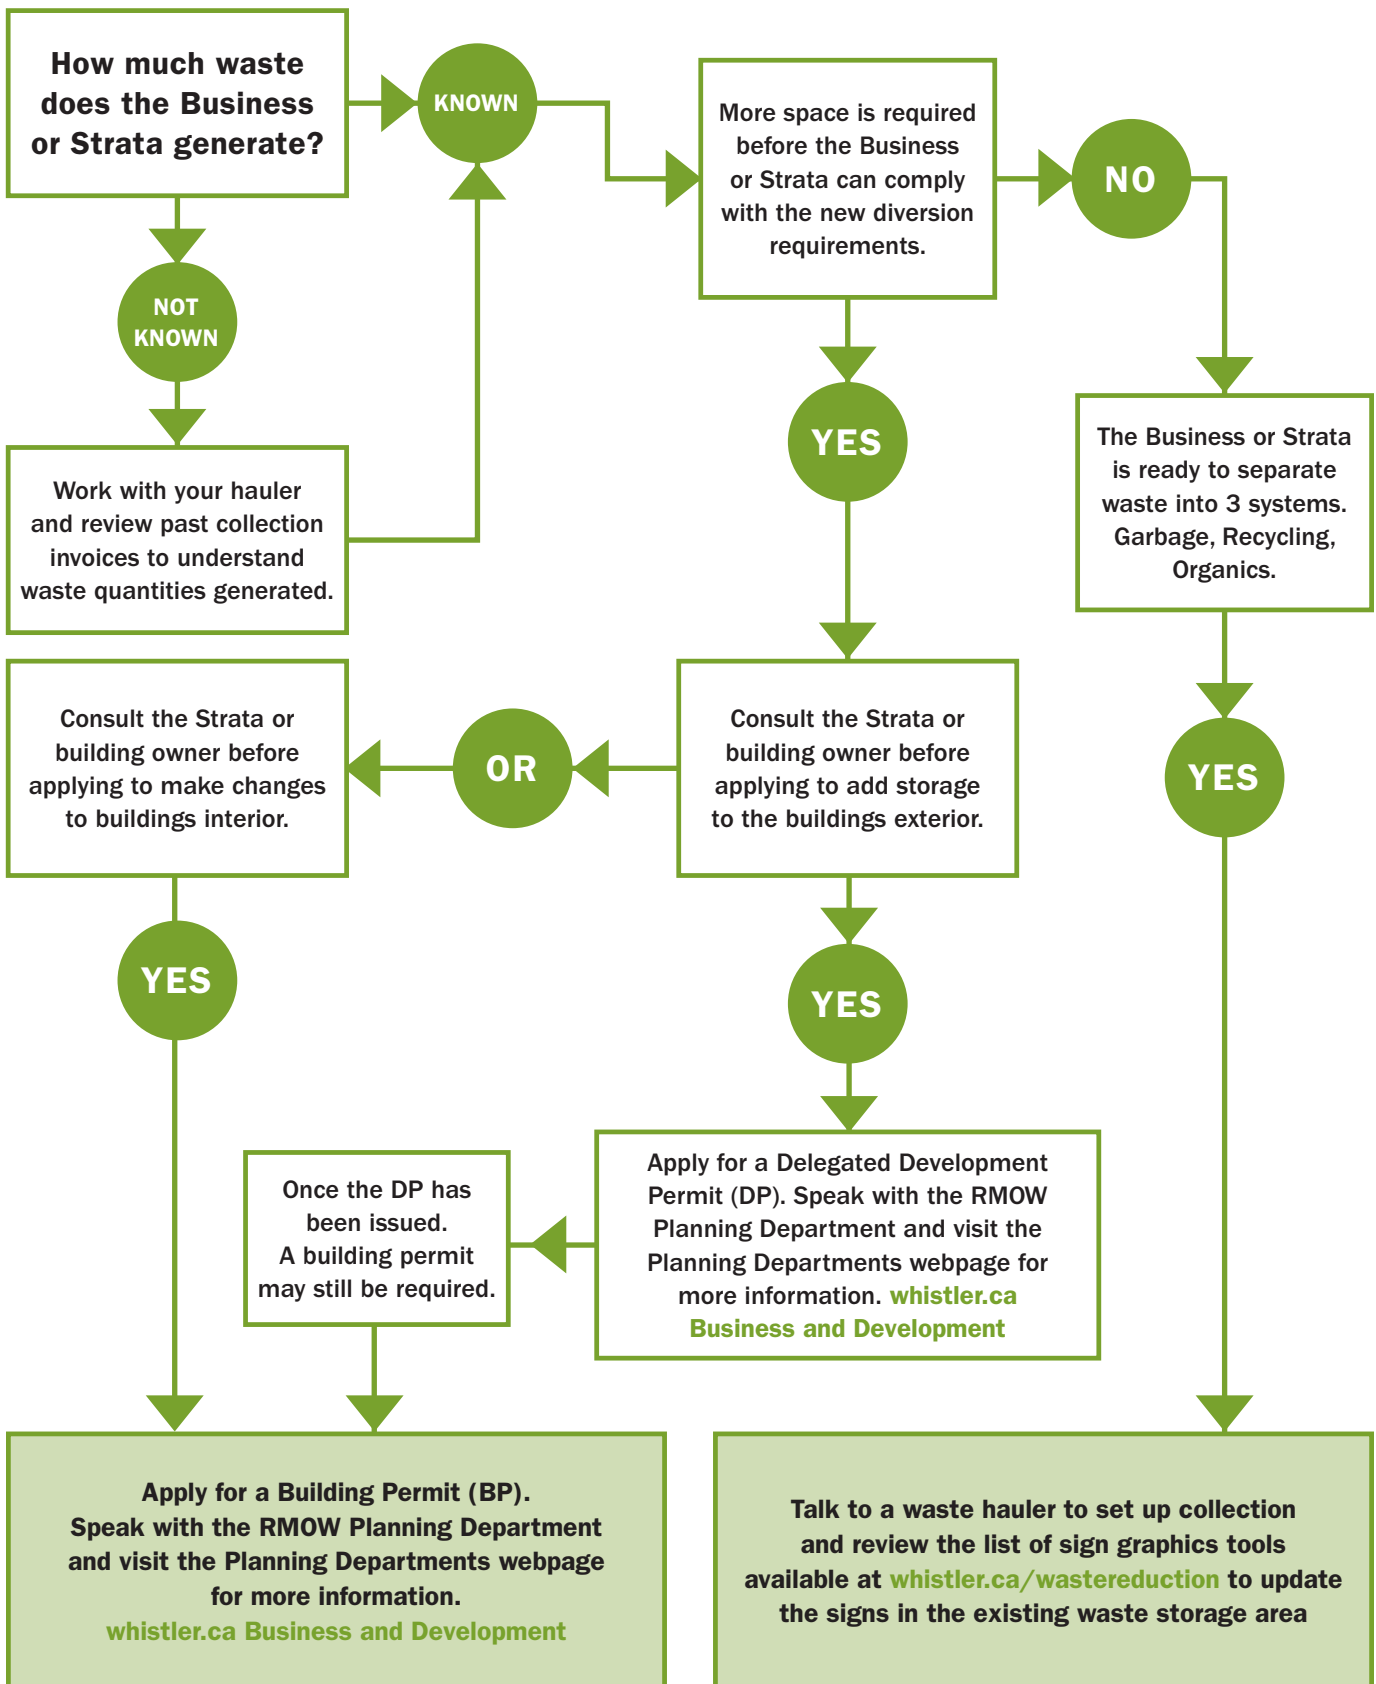 How much waste
does the Business
or Strata generate?
KNOWN
NOT
KNOWN
Work with your hauler
and review past collection
invoices to understand
waste quantities generated.
More space is required
before the Business
or Strata can comply
with the new diversion
requirements.
NO
YES
The Business or Strata
is ready to separate
waste into 3 systems.
Garbage, Recycling,
Organics.
YES
Consult the Strata or
building owner before
applying to add storage
to the buildings exterior.
OR
Consult the Strata or
building owner before
applying to make changes
to buildings interior.
YES
YES
Apply for a Delegated Development
Permit (DP). Speak with the RMOW
Planning Department and visit the
Planning Departments webpage for
more information. whistler.ca
Business and Development
Once the DP has
been issued.
A building permit
may still be required.
Apply for a Building Permit (BP).
Speak with the RMOW Planning Department
and visit the Planning Departments webpage
for more information.
whistler.ca Business and Development
Talk to a waste hauler to set up collection
and review the list of sign graphics tools
available at whistler.ca/wastereduction to update
the signs in the existing waste storage area